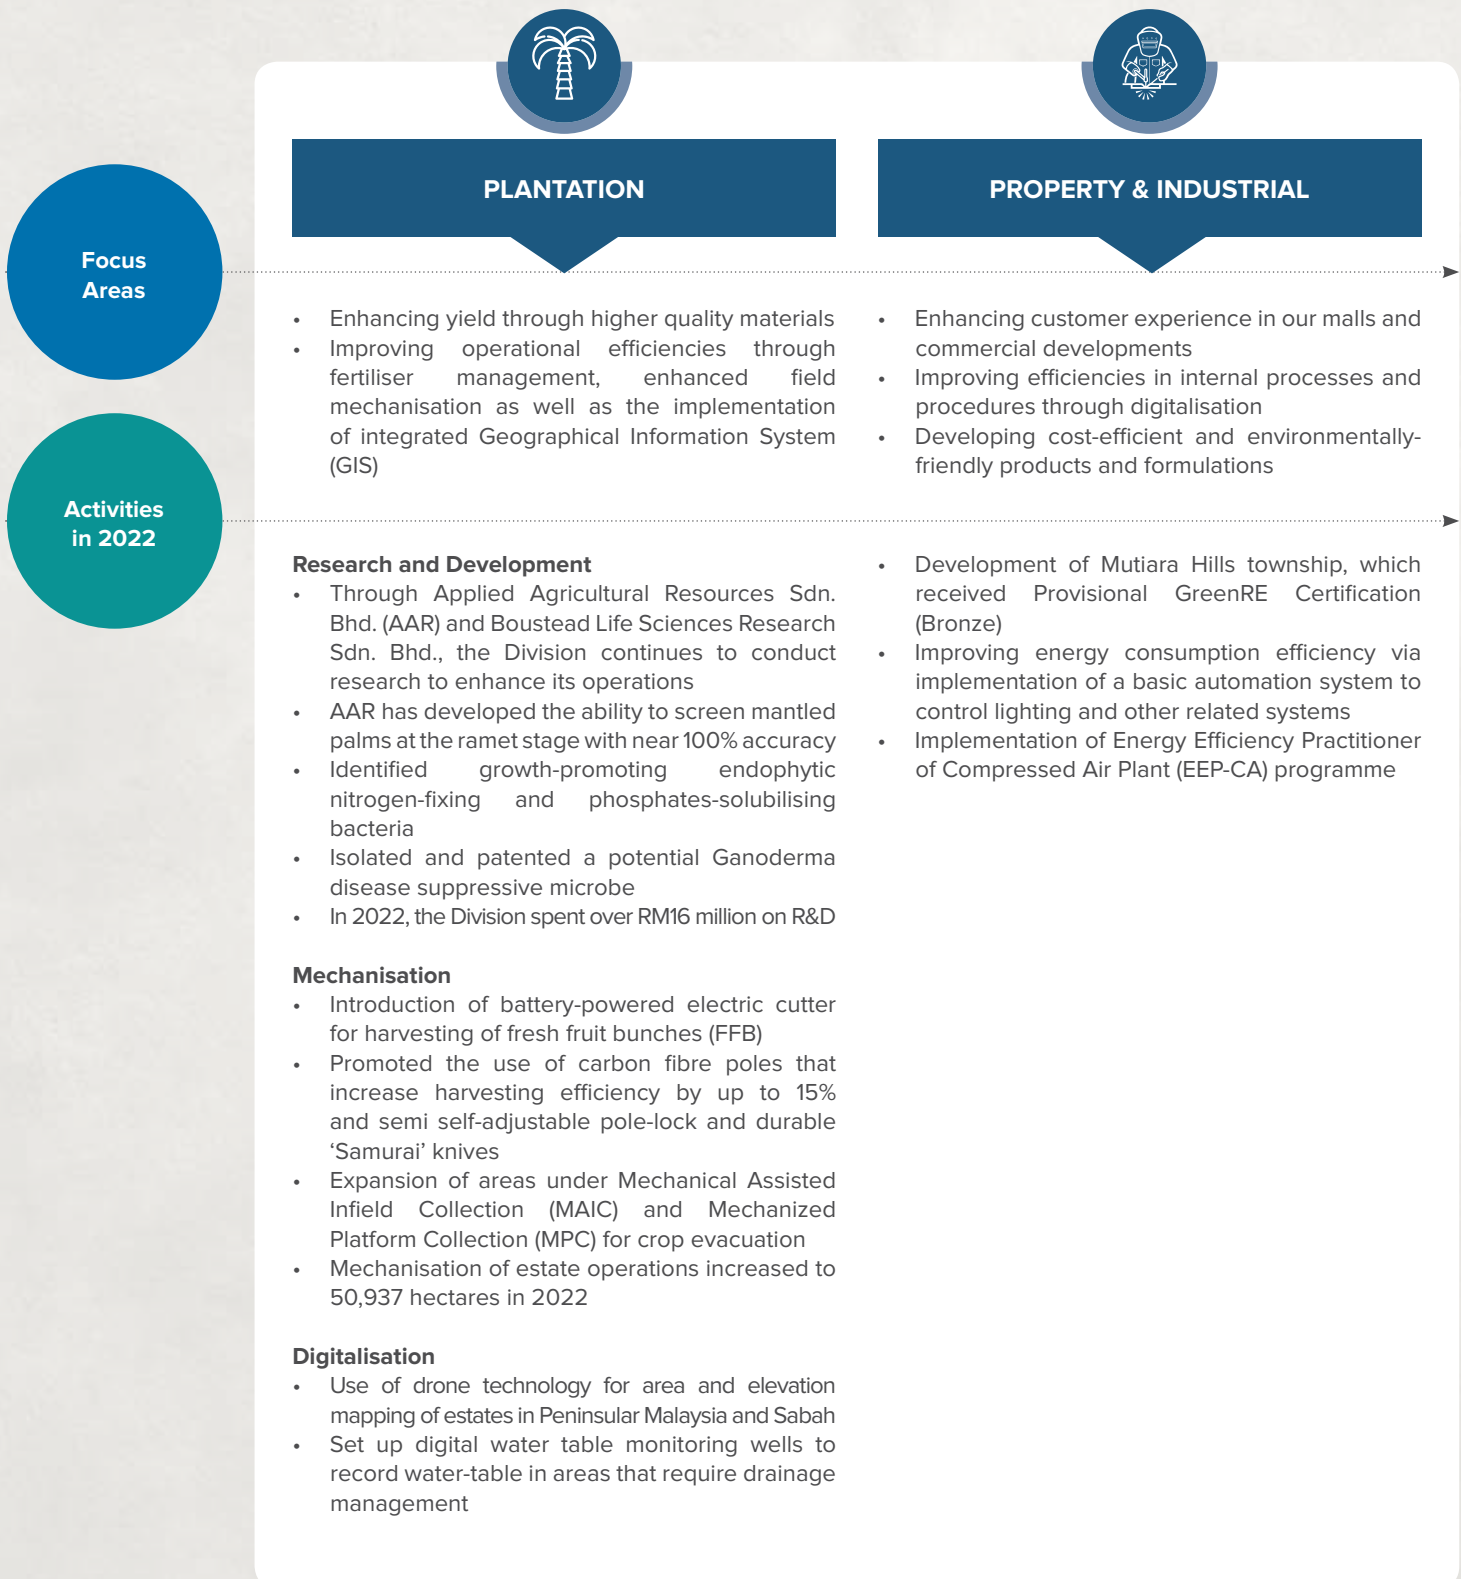 PLANTATION
PROPERTY & INDUSTRIAL
Focus
Areas
• Enhancing yield through higher quality materials
• Improving operational efficiencies through
fertiliser management, enhanced field
mechanisation as well as the implementation
of integrated Geographical Information System
(GIS)
• Enhancing customer experience in our malls and
commercial developments
• Improving efficiencies in internal processes and
procedures through digitalisation
• Developing cost-efficient and environmentally-
friendly products and formulations
Activities
in 2022
Research and Development
• Through Applied Agricultural Resources Sdn.
Bhd. (AAR) and Boustead Life Sciences Research
Sdn. Bhd., the Division continues to conduct
research to enhance its operations
• AAR has developed the ability to screen mantled
palms at the ramet stage with near 100% accuracy
• Identified growth-promoting endophytic
nitrogen-fixing and phosphates-solubilising
bacteria
• Isolated and patented a potential Ganoderma
disease suppressive microbe
• In 2022, the Division spent over RM16 million on R&D
Mechanisation
• Introduction of battery-powered electric cutter
for harvesting of fresh fruit bunches (FFB)
• Promoted the use of carbon fibre poles that
increase harvesting efficiency by up to 15%
and semi self-adjustable pole-lock and durable
‘Samurai’ knives
• Expansion of areas under Mechanical Assisted
Infield Collection (MAIC) and Mechanized
Platform Collection (MPC) for crop evacuation
• Mechanisation of estate operations increased to
50,937 hectares in 2022
Digitalisation
• Use of drone technology for area and elevation
mapping of estates in Peninsular Malaysia and Sabah
• Set up digital water table monitoring wells to
record water-table in areas that require drainage
management
• Development of Mutiara Hills township, which
received Provisional GreenRE Certification
(Bronze)
• Improving energy consumption efficiency via
implementation of a basic automation system to
control lighting and other related systems
• Implementation of Energy Efficiency Practitioner
of Compressed Air Plant (EEP-CA) programme